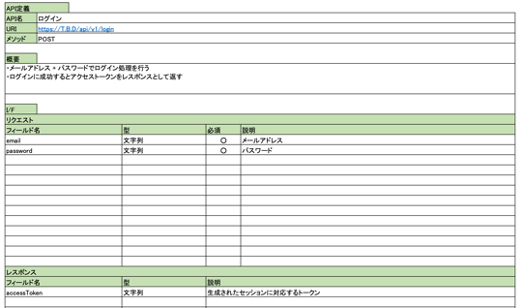 API定義
API名 ログイン
URI https://T.B.D/api/v1/login
メソッド POST
概要
・メールアドレス + パスワードでログイン処理を行う
・ログインに成功するとアクセストークンをレスポンスとして返す
I/F
リクエスト
フィールド名 型 必須 説明
email 文字列 〇 メールアドレス
password 文字列 〇 パスワード
レスポンス
フィールド名 型 説明
accessToken 文字列 生成されたセッションに対応するトークン